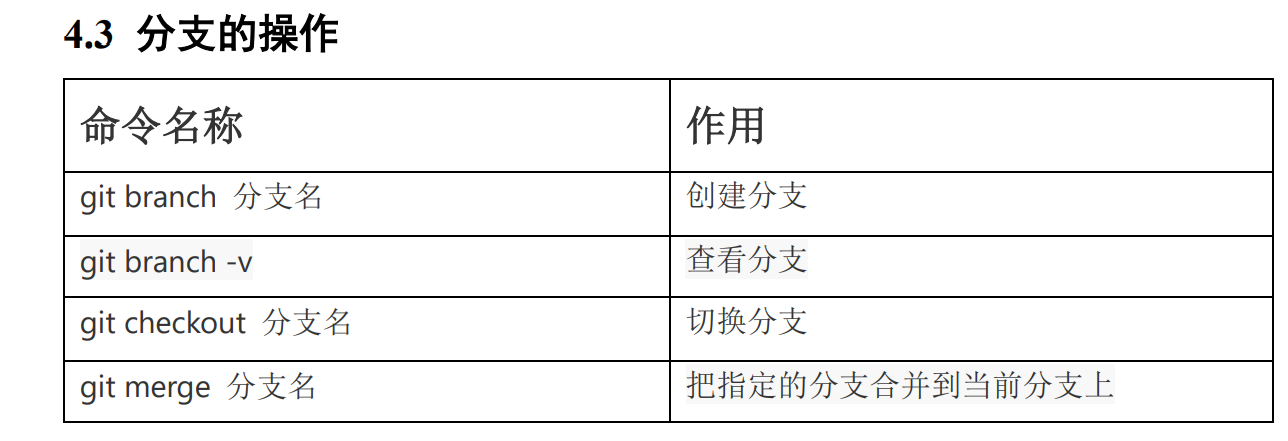 4.3 分支的操作
命令名称 作用
git branch 分支名 创建分支
git branch -v 查看分支
git checkout 分支名 切换分支
git merge 分支名 把指定的分支合并到当前分支上